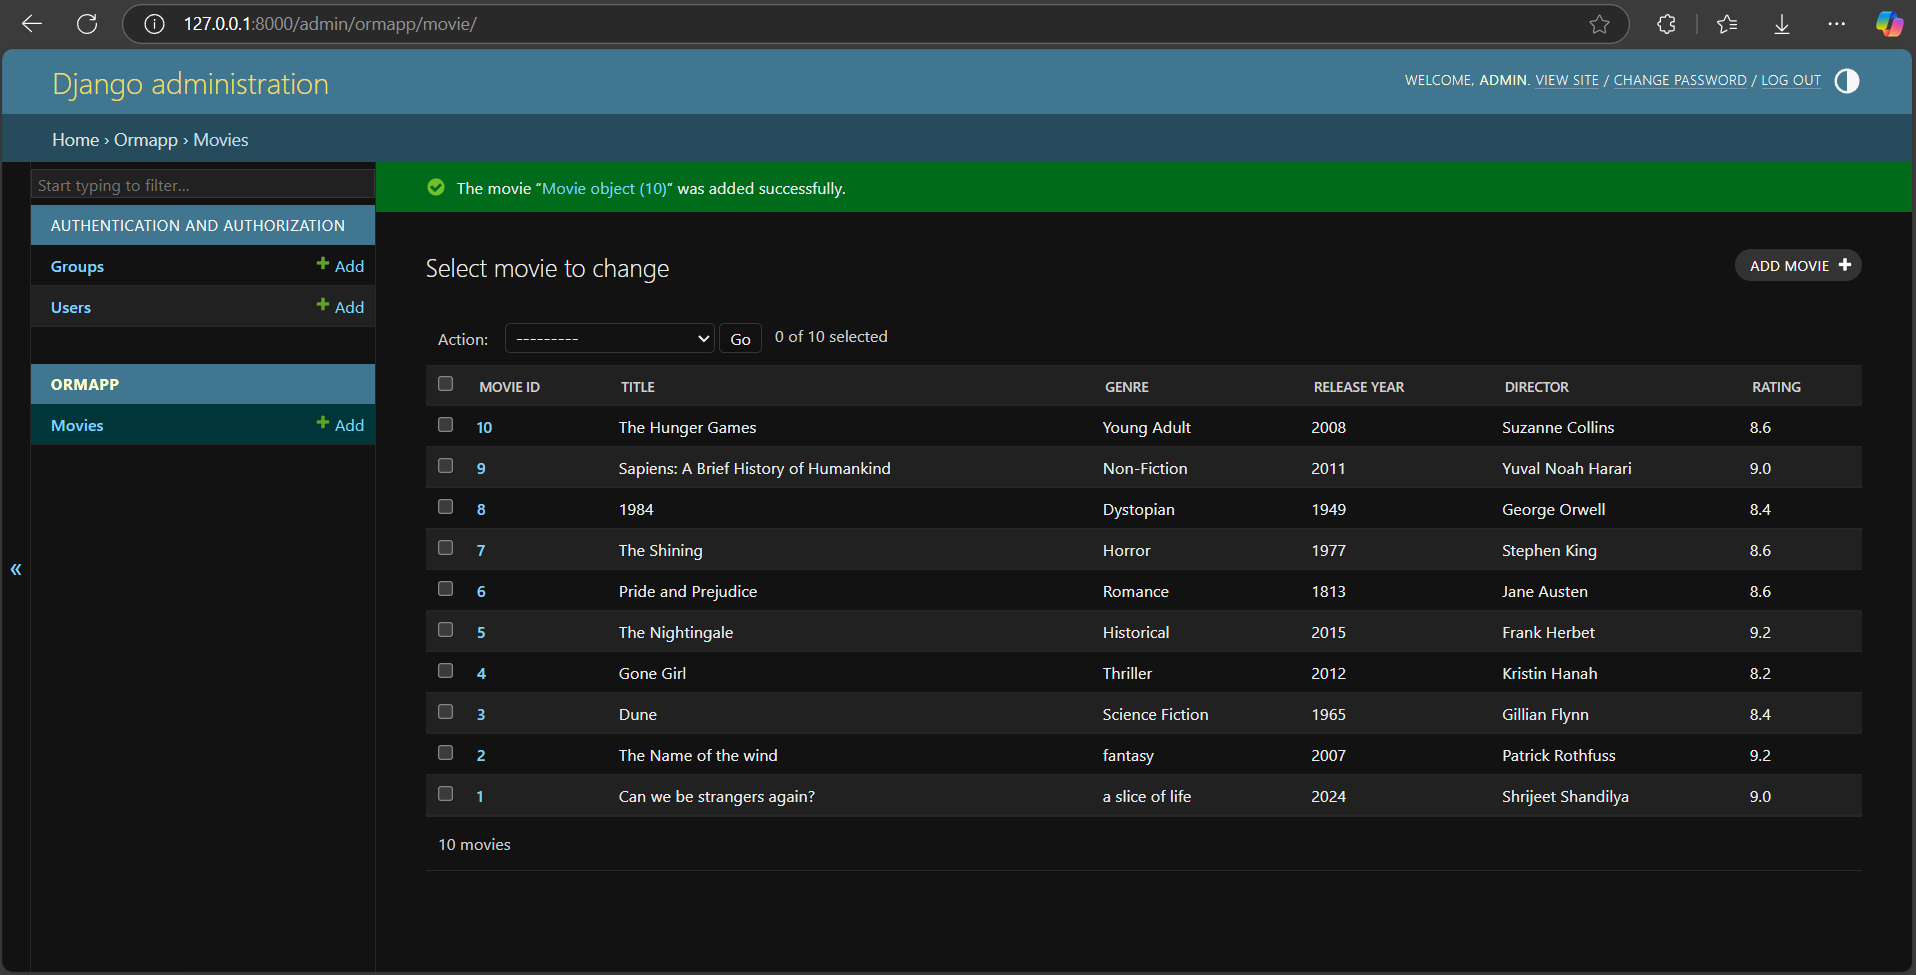 127.0.0.1:8000/admin/ormapp/movie/
Django administration
WELCOME, ADMIN. VIEW SITE / CHANGE PASSWORD / LOG OUT
Home › Ormapp › Movies
Start typing to filter...
AUTHENTICATION AND AUTHORIZATION
Groups + Add
Users + Add
ORMAPP
Movies + Add
«
The movie “Movie object (10)” was added successfully.
Select movie to change
ADD MOVIE +
Action: --------- Go 0 of 10 selected
MOVIE ID TITLE GENRE RELEASE YEAR DIRECTOR RATING
10 The Hunger Games Young Adult 2008 Suzanne Collins 8.6
9 Sapiens: A Brief History of Humankind Non-Fiction 2011 Yuval Noah Harari 9.0
8 1984 Dystopian 1949 George Orwell 8.4
7 The Shining Horror 1977 Stephen King 8.6
6 Pride and Prejudice Romance 1813 Jane Austen 8.6
5 The Nightingale Historical 2015 Frank Herbet 9.2
4 Gone Girl Thriller 2012 Kristin Hanah 8.2
3 Dune Science Fiction 1965 Gillian Flynn 8.4
2 The Name of the wind fantasy 2007 Patrick Rothfuss 9.2
1 Can we be strangers again? a slice of life 2024 Shrijeet Shandilya 9.0
10 movies